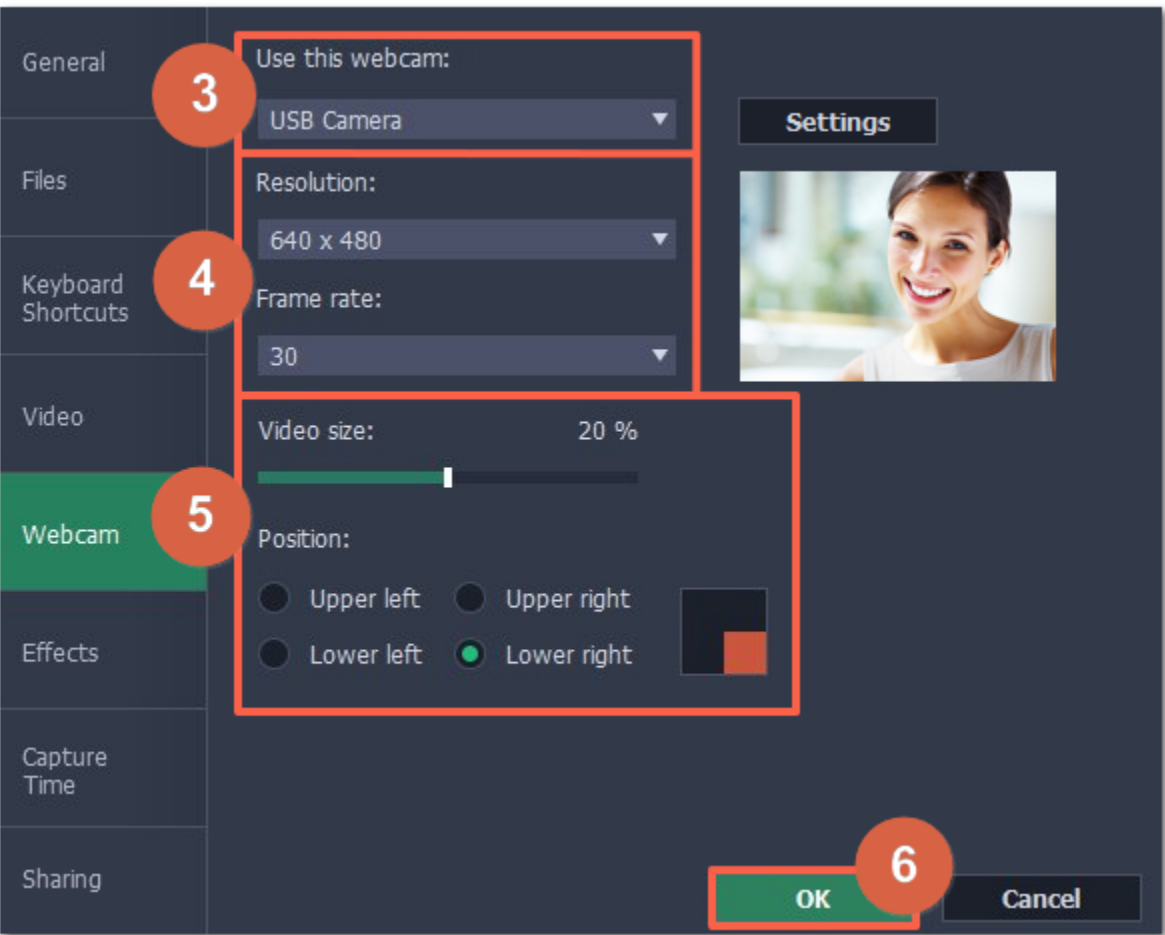 General
Files
Keyboard
Shortcuts
Video
Webcam
Effects
Capture
Time
Sharing
3
Use this webcam:
USB Camera
Settings
4
Resolution:
640 x 480
Frame rate:
30
5
Video size: 20 %
Position:
Upper left Upper right
Lower left Lower right
6
OK Cancel